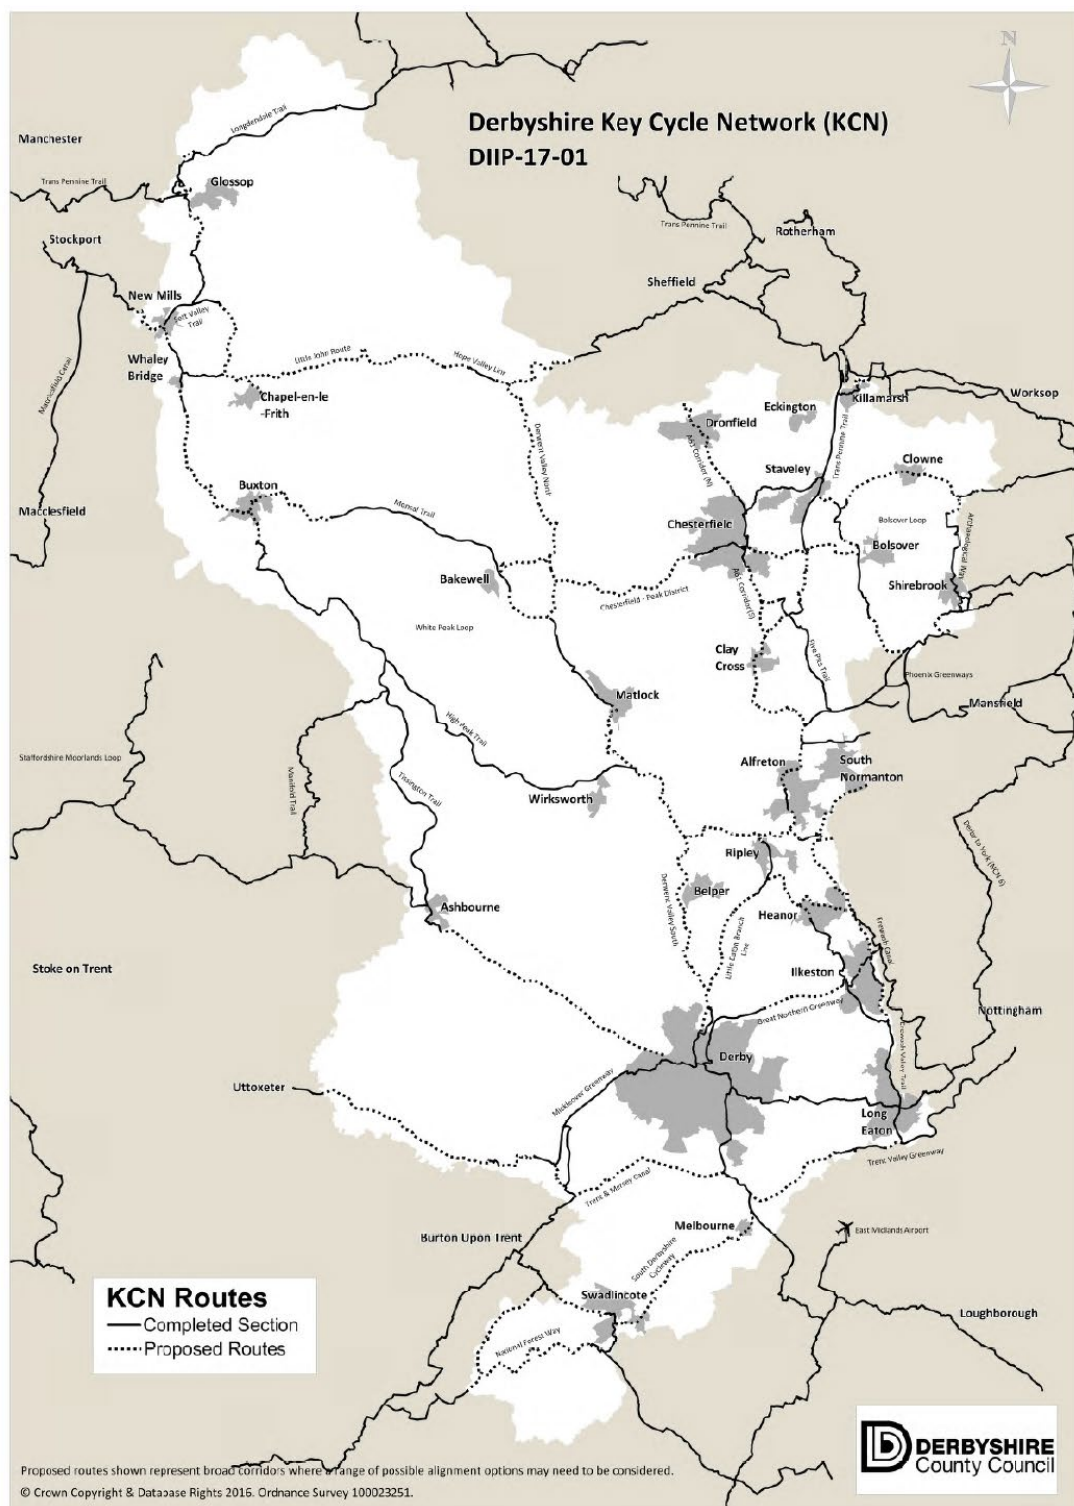 N
Derbyshire Key Cycle Network (KCN)
DIIP-17-01
Longdendale Trail
Manchester
Trans Pennine Trail
Glossop
Trans Pennine Trail
Rotherham
Stockport
Sheffield
New Mills
Sett Valley
Trail
Little John Route
Hope Valley Line
Whaley
Bridge
Macclesfield Canal
Chapel-en-le
-Frith
Killamarsh
Worksop
Eckington
Dronfield
A61 Corridor (N)
Trans Pennine Trail
Derwent Valley North
Staveley
Clowne
Buxton
Monsal Trail
Macclesfield
Chesterfield
Bolsover Loop
Archaeological Way
Bolsover
Bakewell
Shirebrook
Chesterfield - Peak District
A61 Corridor (S)
White Peak Loop
Clay
Cross
Five Pits Trail
Phoenix Greenways
Matlock
Mansfield
High Peak Trail
Staffordshire Moorlands Loop
Manifold Trail
Tissington Trail
Alfreton
South
Normanton
Wirksworth
Derby to York (NCN 6)
Ripley
Belper
Derwent Valley South
Little Eaton Branch
Line
Heanor
Ashbourne
Erewash Canal
Stoke on Trent
Ilkeston
Great Northern Greenway
Nottingham
Erewash Valley Trail
Derby
Uttoxeter
Mickleover Greenway
Long
Eaton
Trent Valley Greenway
Trent & Mersey Canal
Melbourne
East Midlands Airport
Burton Upon Trent
South Derbyshire
Cycleway
Swadlincote
Loughborough
National Forest Way
KCN Routes
Completed Section
Proposed Routes
DERBYSHIRE
County Council
Proposed routes shown represent broad corridors where a range of possible alignment options may need to be considered.
© Crown Copyright & Database Rights 2016. Ordnance Survey 100023251.